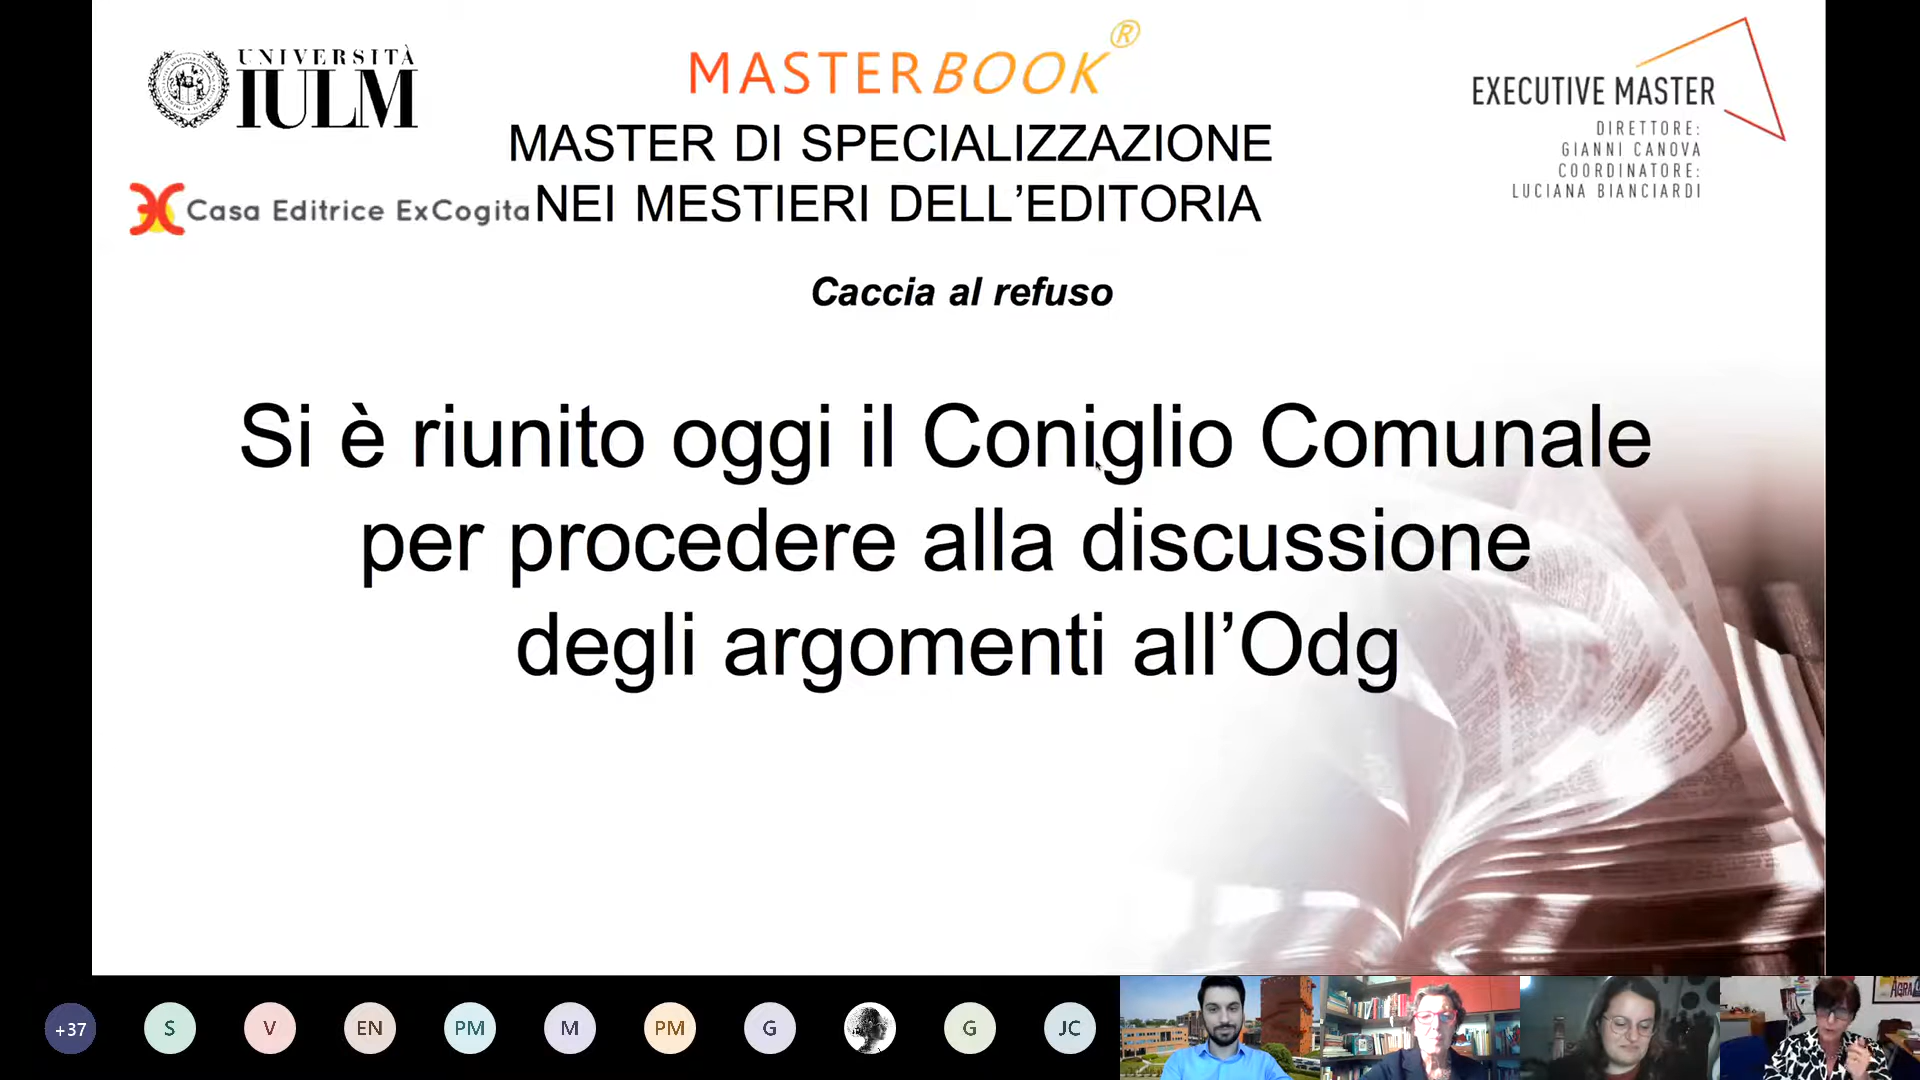 UNIVERSITÀ
IULM
MASTERBOOK®
EXECUTIVE MASTER
DIRETTORE:
GIANNI CANOVA
COORDINATORE:
LUCIANA BIANCIARDI
MASTER DI SPECIALIZZAZIONE
Casa Editrice ExCogita
NEI MESTIERI DELL’EDITORIA
Caccia al refuso
Si è riunito oggi il Coniglio Comunale
per procedere alla discussione
degli argomenti all’Odg
+37
S
V
EN
PM
M
PM
G
G
JC